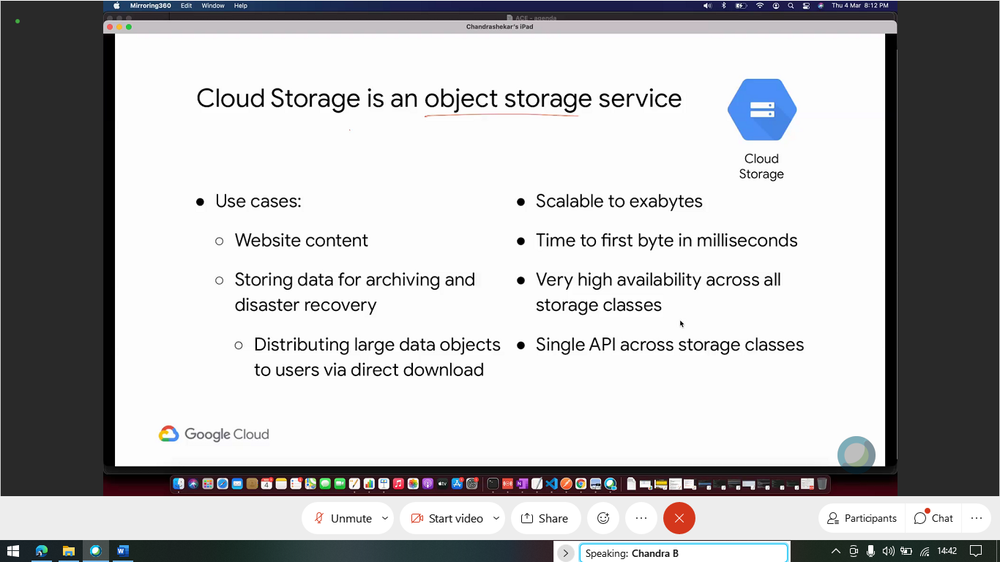 Mirroring360 Edit Window Help
Thu 4 Mar 8:12 PM
ACE - agenda
Chandrashekar's iPad
Cloud Storage is an object storage service
Cloud
Storage
● Use cases:
○ Website content
○ Storing data for archiving and
disaster recovery
○ Distributing large data objects
to users via direct download
● Scalable to exabytes
● Time to first byte in milliseconds
● Very high availability across all
storage classes
● Single API across storage classes
Google Cloud
Unmute
Start video
Share
Participants
Chat
Speaking: Chandra B
14:42